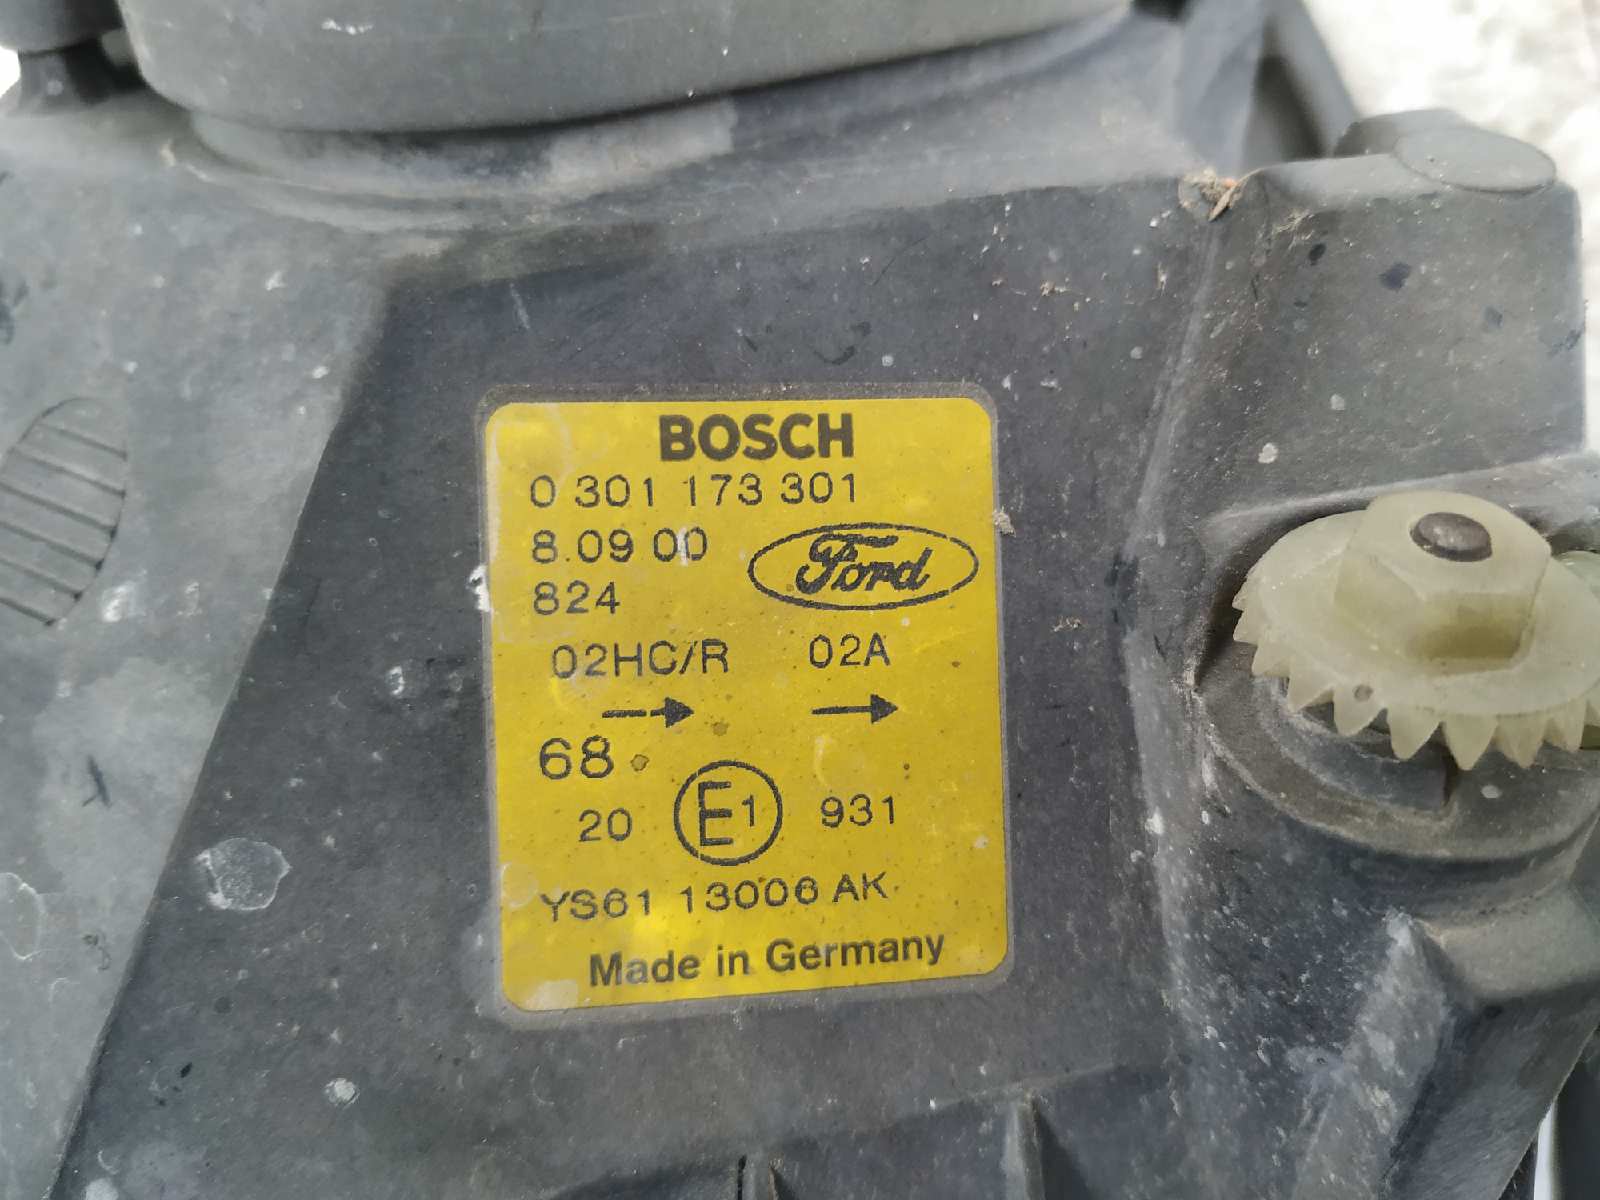 BOSCH
0 301 173 301
8.09 00
Ford
824
02HC/R 02A
68
20 E1 931
YS61 13006 AK
Made in Germany